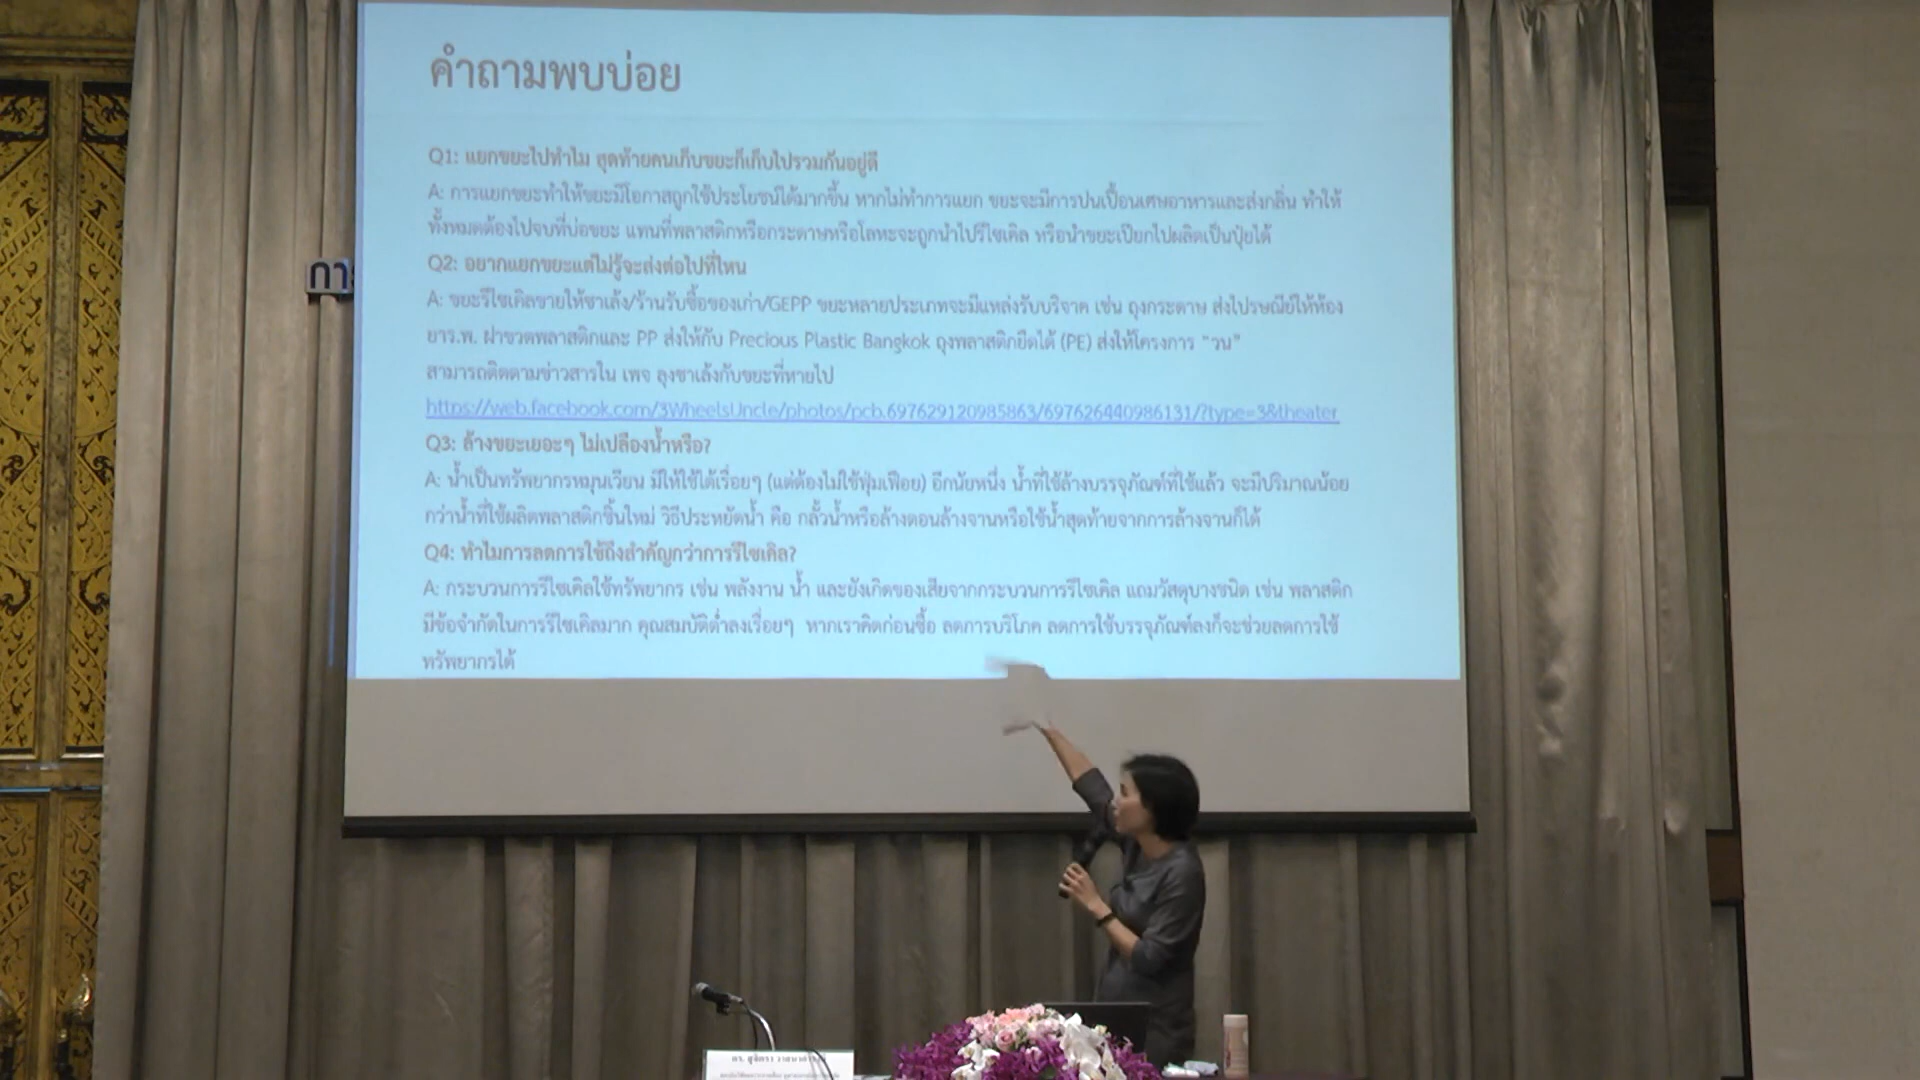 คำถามพบบ่อย
Q1: แยกขยะไปทำไม สุดท้ายคนเก็บขยะก็เก็บไปรวมกันอยู่ดี
A: การแยกขยะทำให้ขยะมีโอกาสถูกใช้ประโยชน์ได้มากขึ้น หากไม่ทำการแยก ขยะจะมีการปนเปื้อนเศษอาหารและส่งกลิ่น ทำให้
ทั้งหมดต้องไปจบที่บ่อขยะ แทนที่พลาสติกหรือกระดาษหรือโลหะจะถูกนำไปรีไซเคิล หรือนำขยะเปียกไปผลิตเป็นปุ๋ยได้
Q2: อยากแยกขยะแต่ไม่รู้จะส่งต่อไปที่ไหน
การ
A: ขยะรีไซเคิลขายให้ซาเล้ง/ร้านรับซื้อของเก่า/GEPP ขยะหลายประเภทจะมีแหล่งรับบริจาค เช่น ถุงกระดาษ ส่งไปรษณีย์ให้ห้อง
ยาร.พ. ฝาขวดพลาสติกและ PP ส่งให้กับ Precious Plastic Bangkok ถุงพลาสติกยืดได้ (PE) ส่งให้โครงการ "วน"
สามารถติดตามข่าวสารใน เพจ ลุงซาเล้งกับขยะที่หายไป
https://web.facebook.com/3WheelsUncle/photos/pcb.697629120985863/697626440986131/?type=3&theater
Q3: ล้างขยะเยอะๆ ไม่เปลืองน้ำหรือ?
A: น้ำเป็นทรัพยากรหมุนเวียน มีให้ใช้ได้เรื่อยๆ (แต่ต้องไม่ใช้ฟุ่มเฟือย) อีกนัยหนึ่ง น้ำที่ใช้ล้างบรรจุภัณฑ์ที่ใช้แล้ว จะมีปริมาณน้อย
กว่าน้ำที่ใช้ผลิตพลาสติกชิ้นใหม่ วิธีประหยัดน้ำ คือ กลั้วน้ำหรือล้างตอนล้างจานหรือใช้น้ำสุดท้ายจากการล้างจานก็ได้
Q4: ทำไมการลดการใช้ถึงสำคัญกว่าการรีไซเคิล?
A: กระบวนการรีไซเคิลใช้ทรัพยากร เช่น พลังงาน น้ำ และยังเกิดของเสียจากกระบวนการรีไซเคิล แถมวัสดุบางชนิด เช่น พลาสติก
มีข้อจำกัดในการรีไซเคิลมาก คุณสมบัติต่ำลงเรื่อยๆ หากเราคิดก่อนซื้อ ลดการบริโภค ลดการใช้บรรจุภัณฑ์ลงก็จะช่วยลดการใช้
ทรัพยากรได้
ดร. สุจิตรา